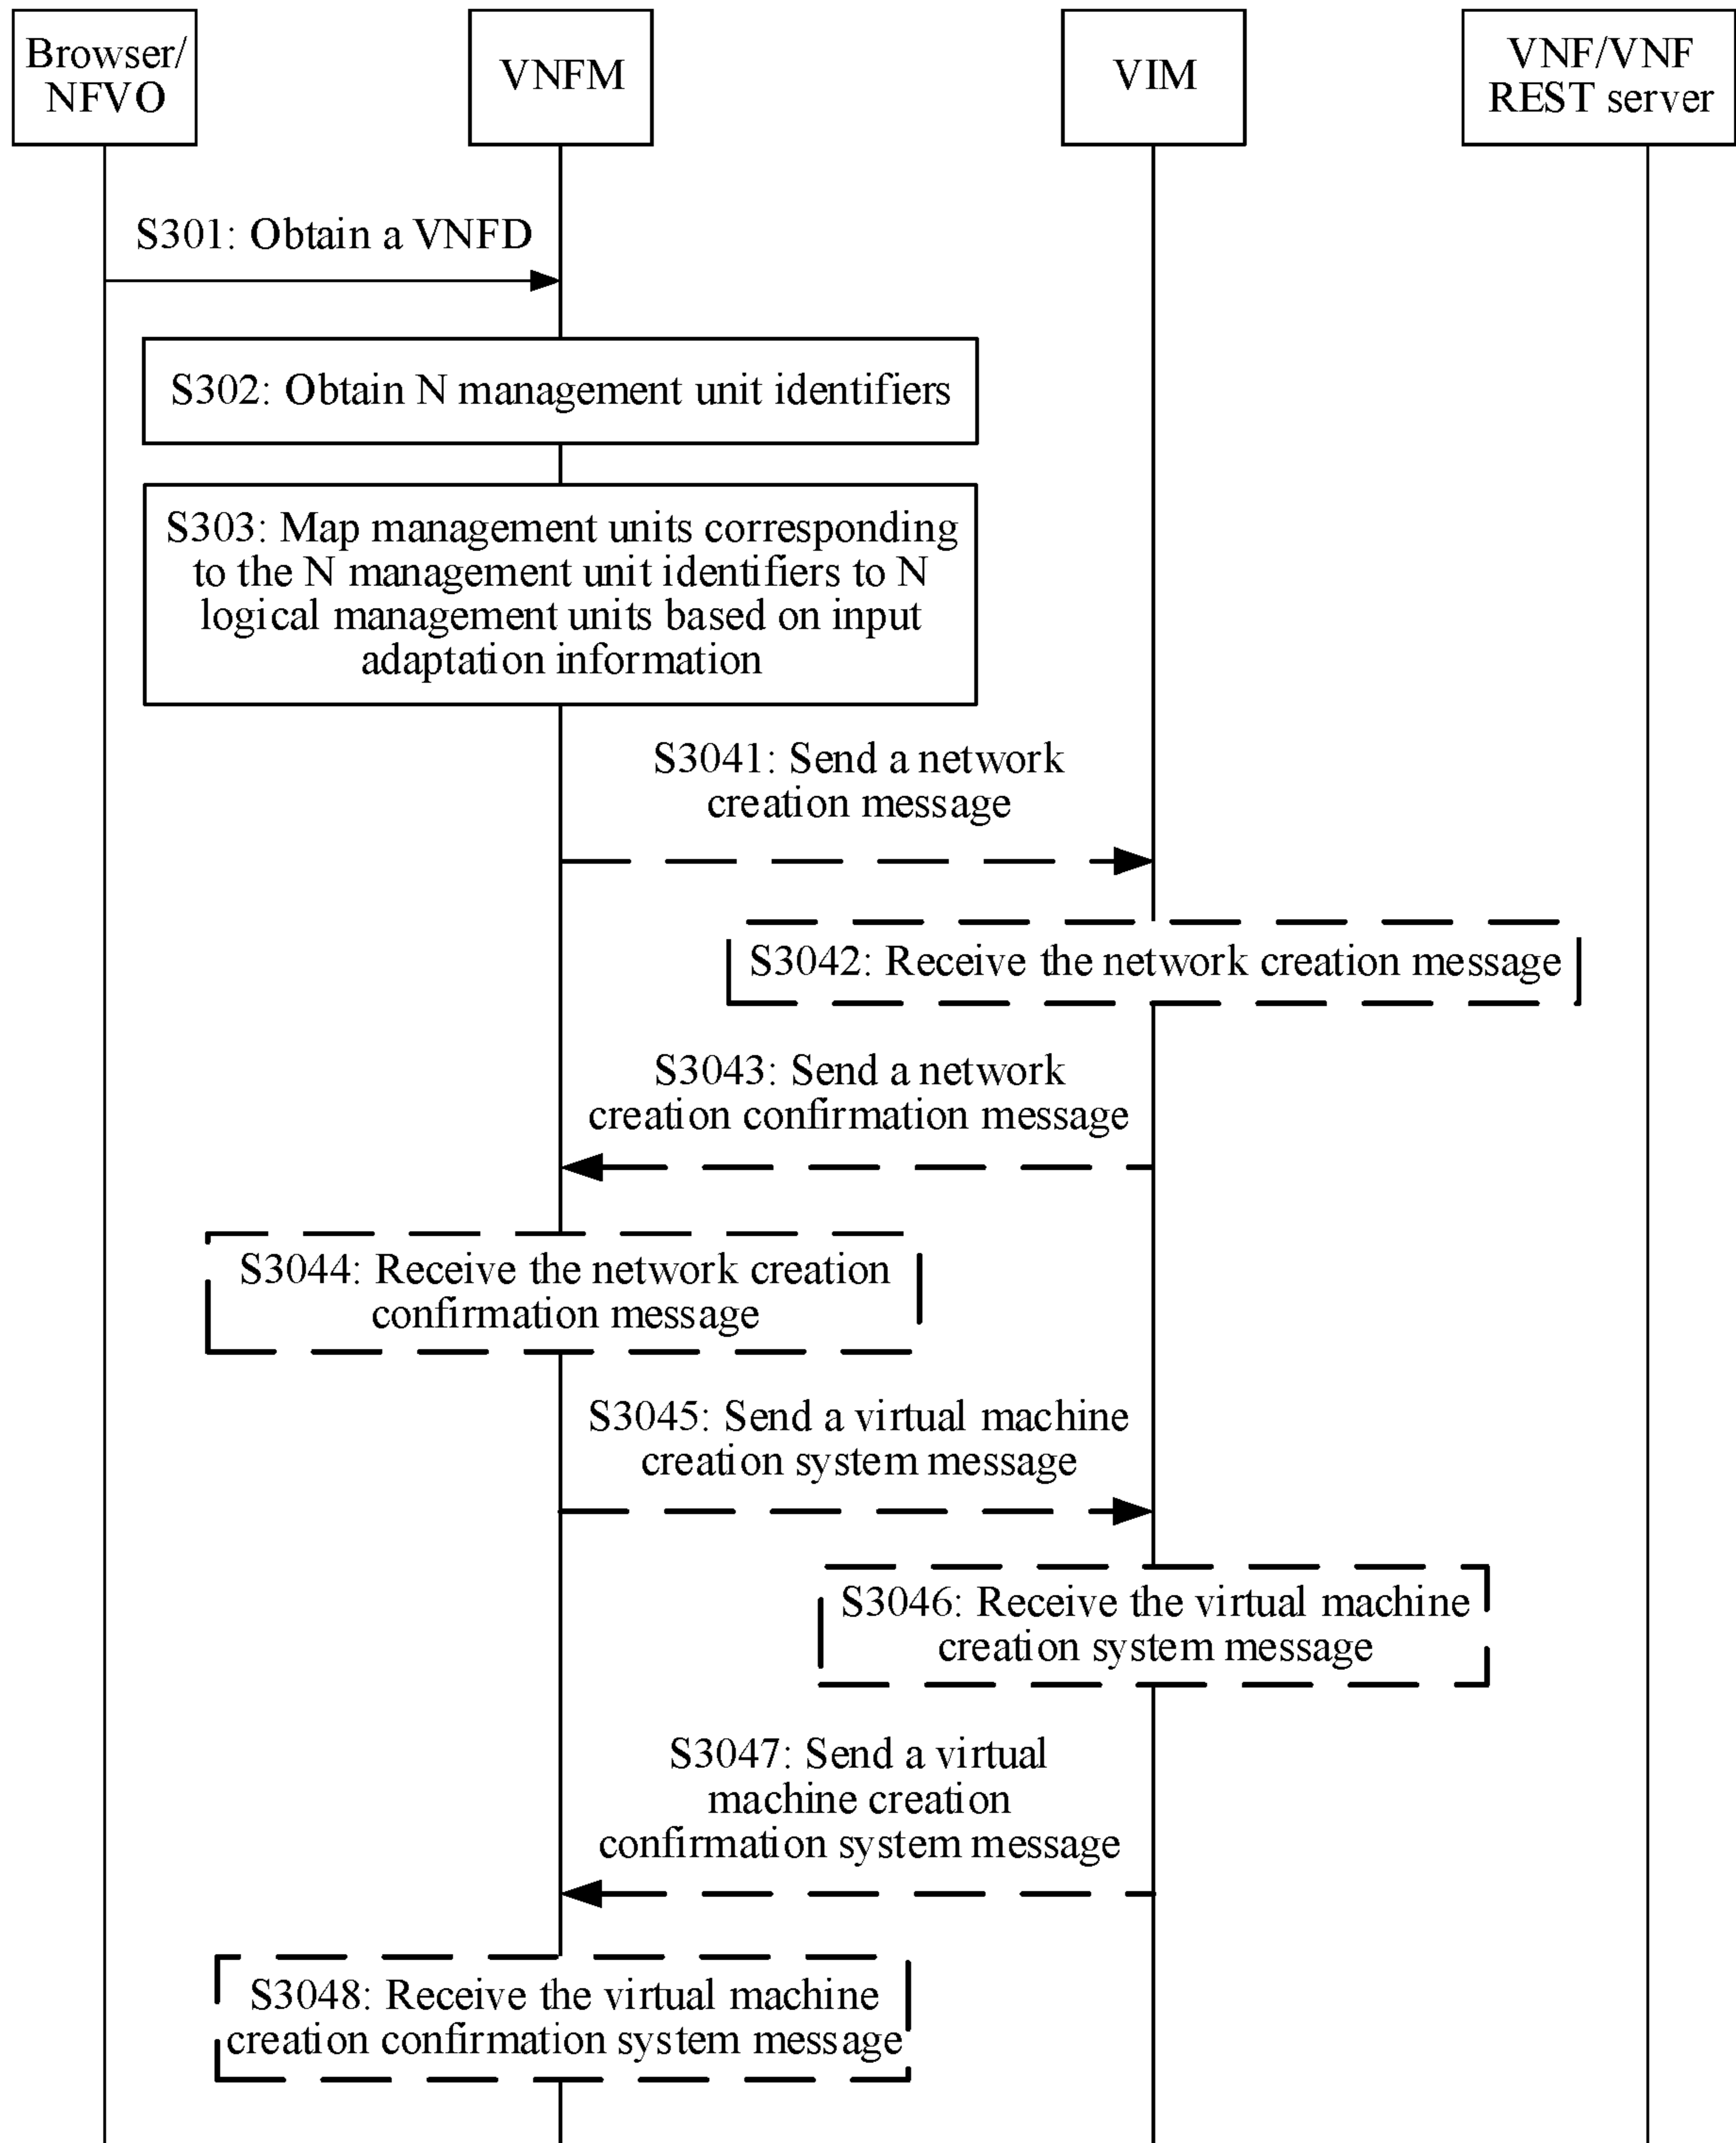 Browser/
NFVO
VNFM
VIM
VNF/VNF
REST server
S301: Obtain a VNFD
S302: Obtain N management unit identifiers
S303: Map management units corresponding
to the N management unit identifiers to N
logical management units based on input
adaptation information
S3041: Send a network
creation message
S3042: Receive the network creation message
S3043: Send a network
creation confirmation message
S3044: Receive the network creation
confirmation message
S3045: Send a virtual machine
creation system message
S3046: Receive the virtual machine
creation system message
S3047: Send a virtual
machine creation
confirmation system message
S3048: Receive the virtual machine
creation confirmation system message